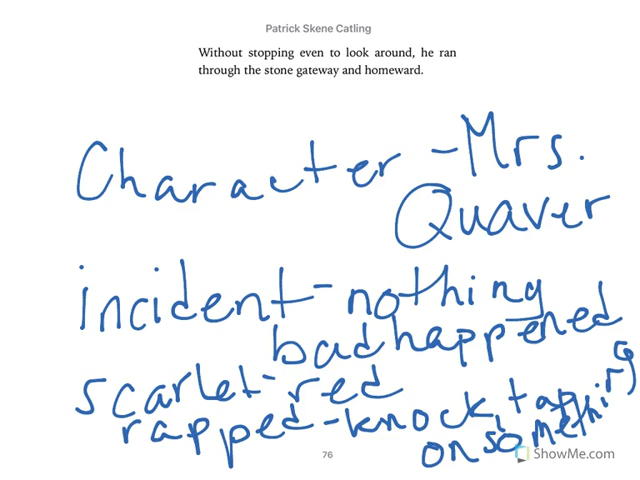 Patrick Skene Catling
Without stopping even to look around, he ran
through the stone gateway and homeward.
Character - Mrs.
Quaver
incident - nothing
bad happened
scarlet - red
rapped - knock, tap
on something
76
ShowMe.com